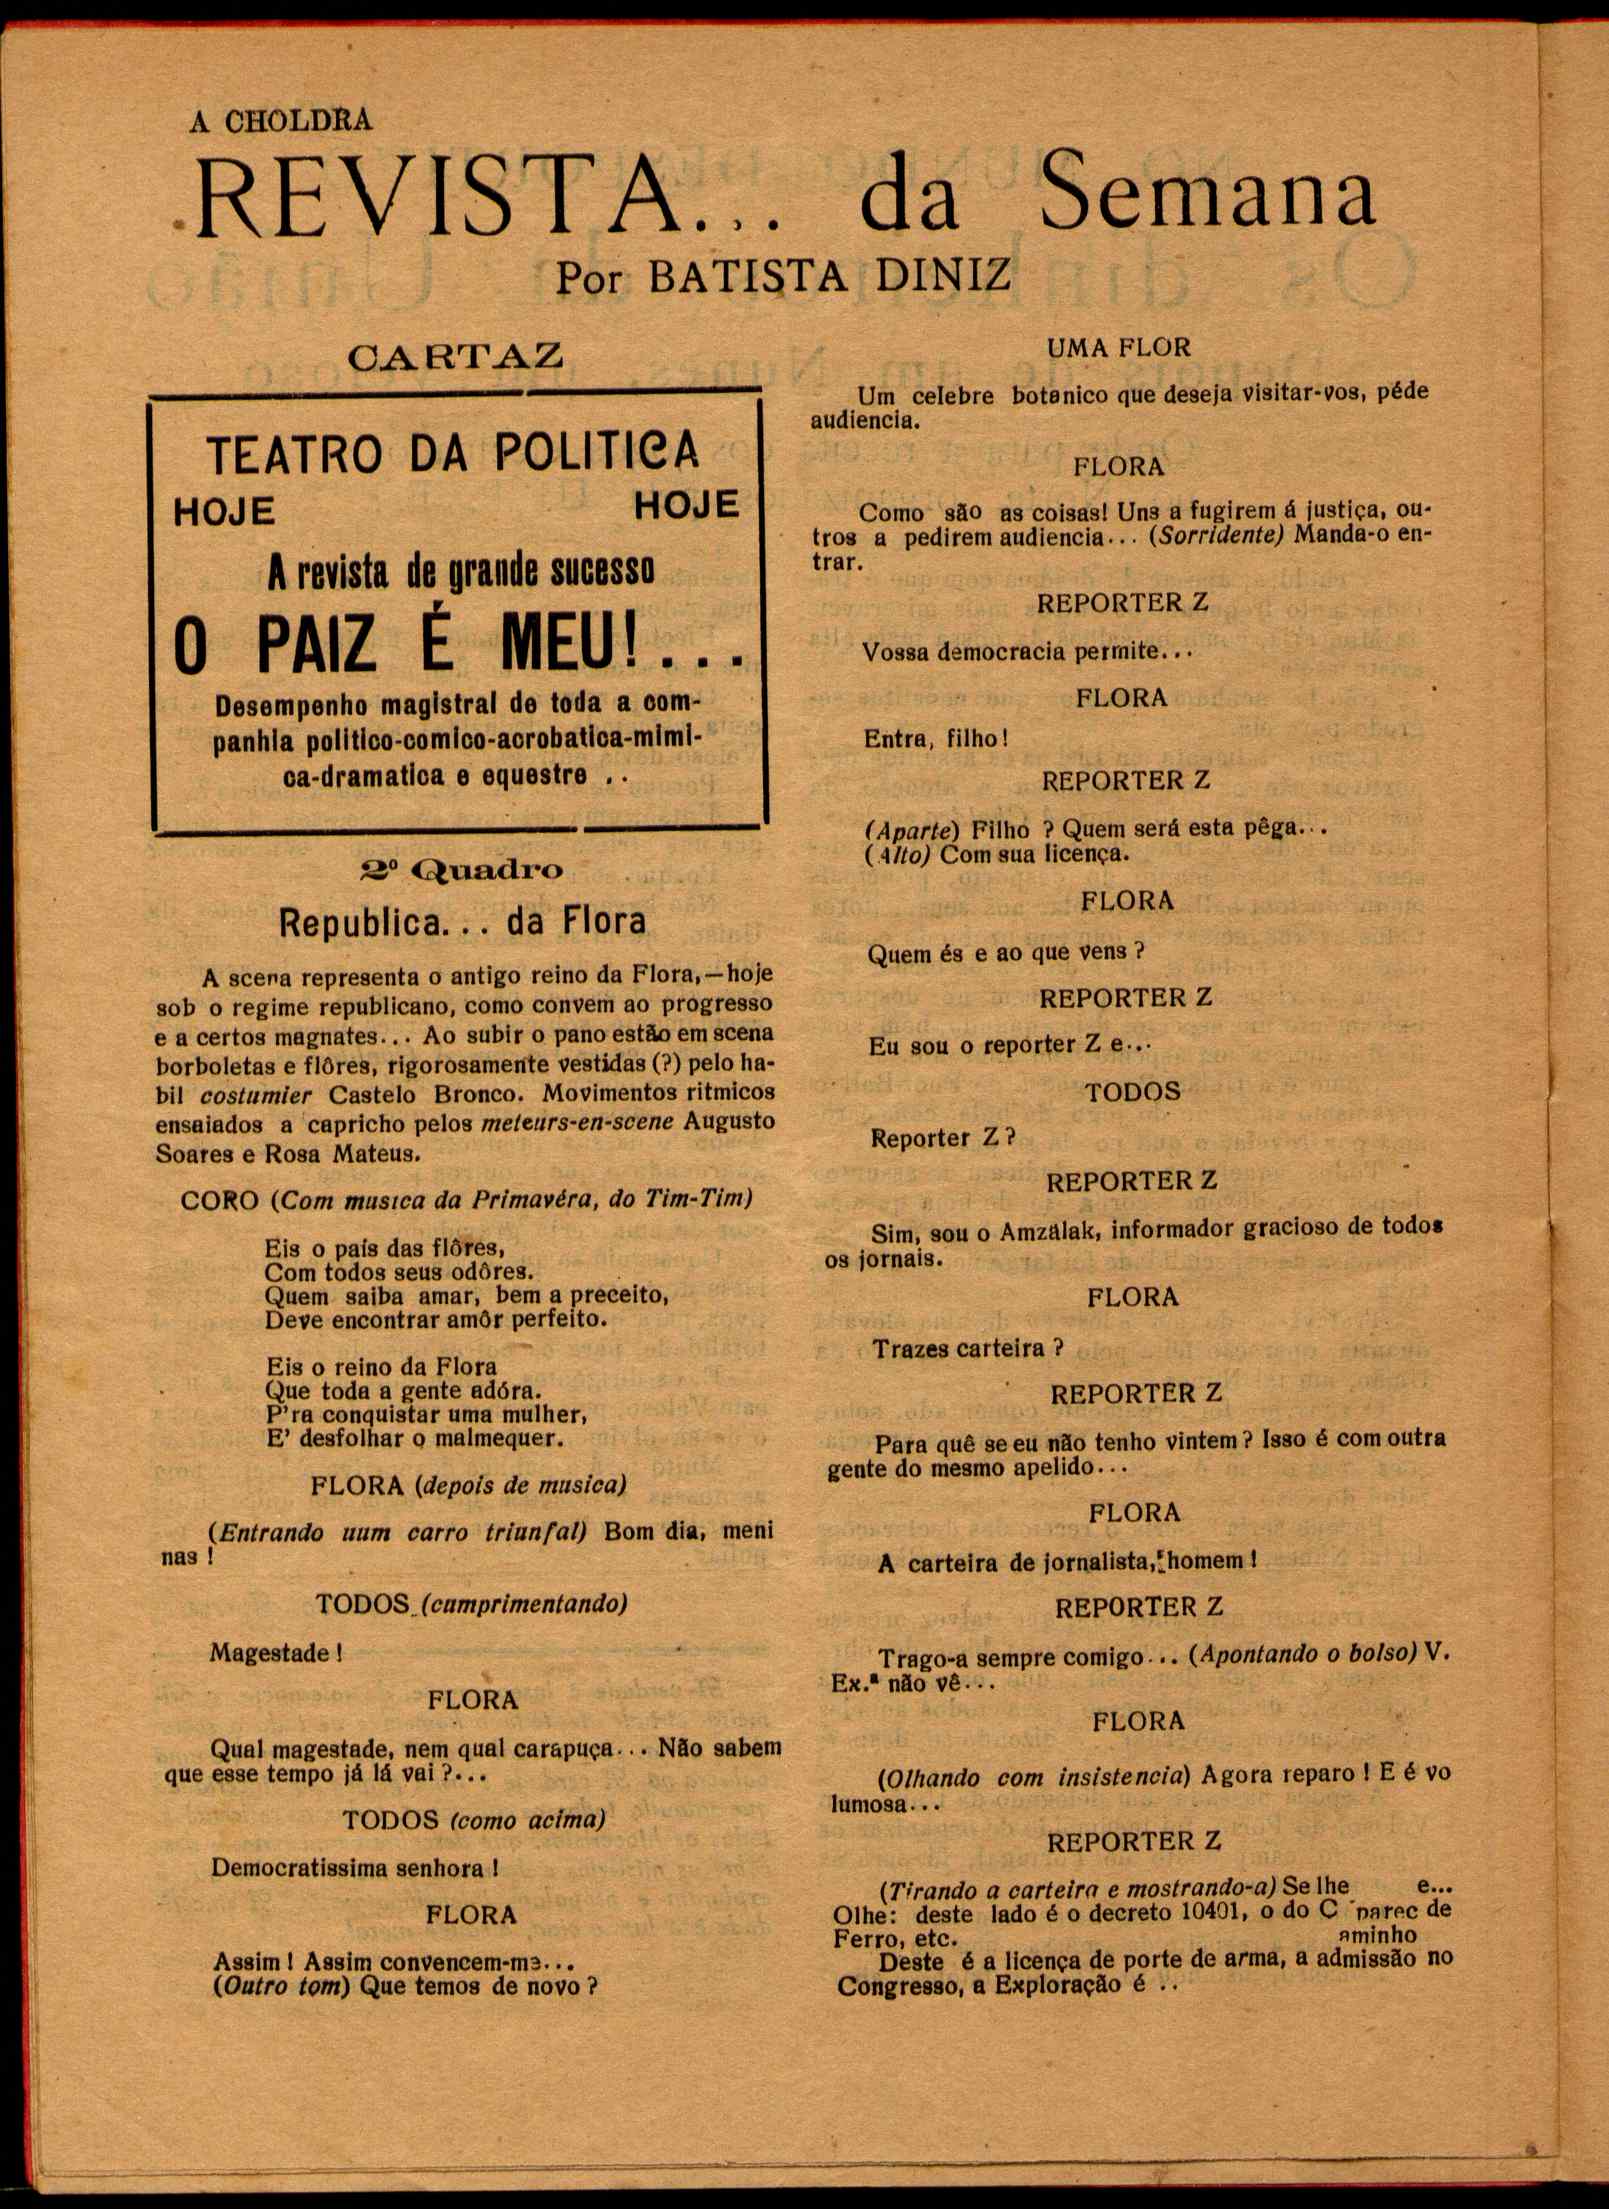 A CHOLDRA
REVISTA... da Semana
Por BATISTA DINIZ
CARTAZ
TEATRO DA POLITICA
HOJE HOJE
A revista de grande sucesso
O PAIZ É MEU!...
Desempenho magistral de toda a com-
panhia politico-comico-acrobatica-mimi-
ca-dramatica e equestre ..
2º Quadro
Republica... da Flora
A scena representa o antigo reino da Flora,—hoje
sob o regime republicano, como convem ao progresso
e a certos magnates... Ao subir o pano estão em scena
borboletas e flôres, rigorosamente vestidas (?) pelo ha-
bil costumier Castelo Bronco. Movimentos ritmicos
ensaiados a capricho pelos meteurs-en-scene Augusto
Soares e Rosa Mateus.
CORO (Com musica da Primavéra, do Tim-Tim)
Eis o país das flôres,
Com todos seus odôres.
Quem saiba amar, bem a preceito,
Deve encontrar amôr perfeito.
Eis o reino da Flora
Que toda a gente adóra.
P'ra conquistar uma mulher,
E' desfolhar o malmequer.
FLORA (depois de musica)
(Entrando uum carro triunfal) Bom dia, meni
nas !
TODOS (cumprimentando)
Magestade !
FLORA
Qual magestade, nem qual carapuça... Não sabem
que esse tempo já lá vai ?...
TODOS (como acima)
Democratissima senhora !
FLORA
Assim ! Assim convencem-me...
(Outro tom) Que temos de novo ?
UMA FLOR
Um celebre botanico que deseja visitar-vos, péde
audiencia.
FLORA
Como são as coisas! Uns a fugirem á justiça, ou-
tros a pedirem audiencia... (Sorridente) Manda-o en-
trar.
REPORTER Z
Vossa democracia permite...
FLORA
Entra, filho !
REPORTER Z
(Aparte) Filho ? Quem será esta pêga...
(Alto) Com sua licença.
FLORA
Quem és e ao que vens ?
REPORTER Z
Eu sou o reporter Z e...
TODOS
Reporter Z ?
REPORTER Z
Sim, sou o Amzalak, informador gracioso de todos
os jornais.
FLORA
Trazes carteira ?
REPORTER Z
Para quê se eu não tenho vintem ? Isso é com outra
gente do mesmo apelido...
FLORA
A carteira de jornalista, homem !
REPORTER Z
Trago-a sempre comigo... (Apontando o bolso) V.
Ex.ª não vê...
FLORA
(Olhando com insistencia) Agora reparo ! E é vo
lumosa...
REPORTER Z
(Tirando a carteira e mostrando-a) Se lhe e...
Olhe: deste lado é o decreto 10401, o do C parec de
Ferro, etc. aminho
Deste é a licença de porte de arma, a admissão no
Congresso, a Exploração é ..